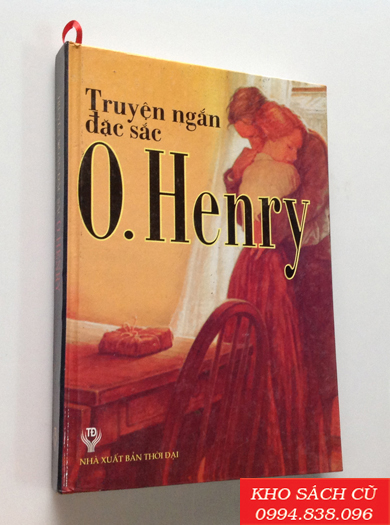 Truyện ngắn
đặc sắc
O. Henry
TĐ
NHÀ XUẤT BẢN THỜI ĐẠI
KHO SÁCH CŨ
0994.838.096